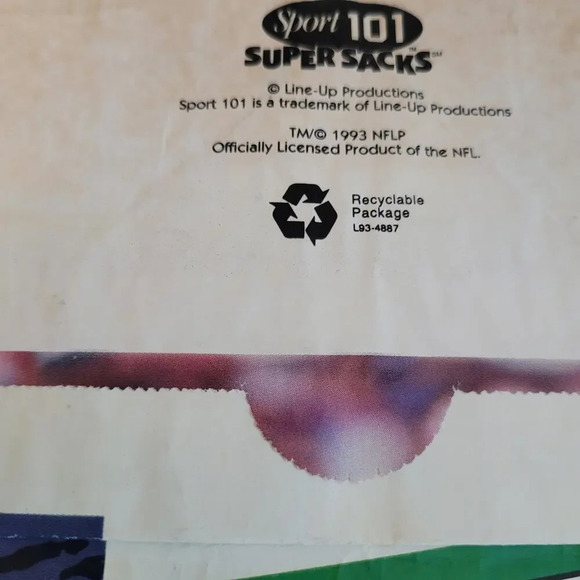 Sport 101
SUPER SACKS™
© Line-Up Productions
Sport 101 is a trademark of Line-Up Productions
TM/© 1993 NFLP
Officially Licensed Product of the NFL.
Recyclable
Package
L93-4887